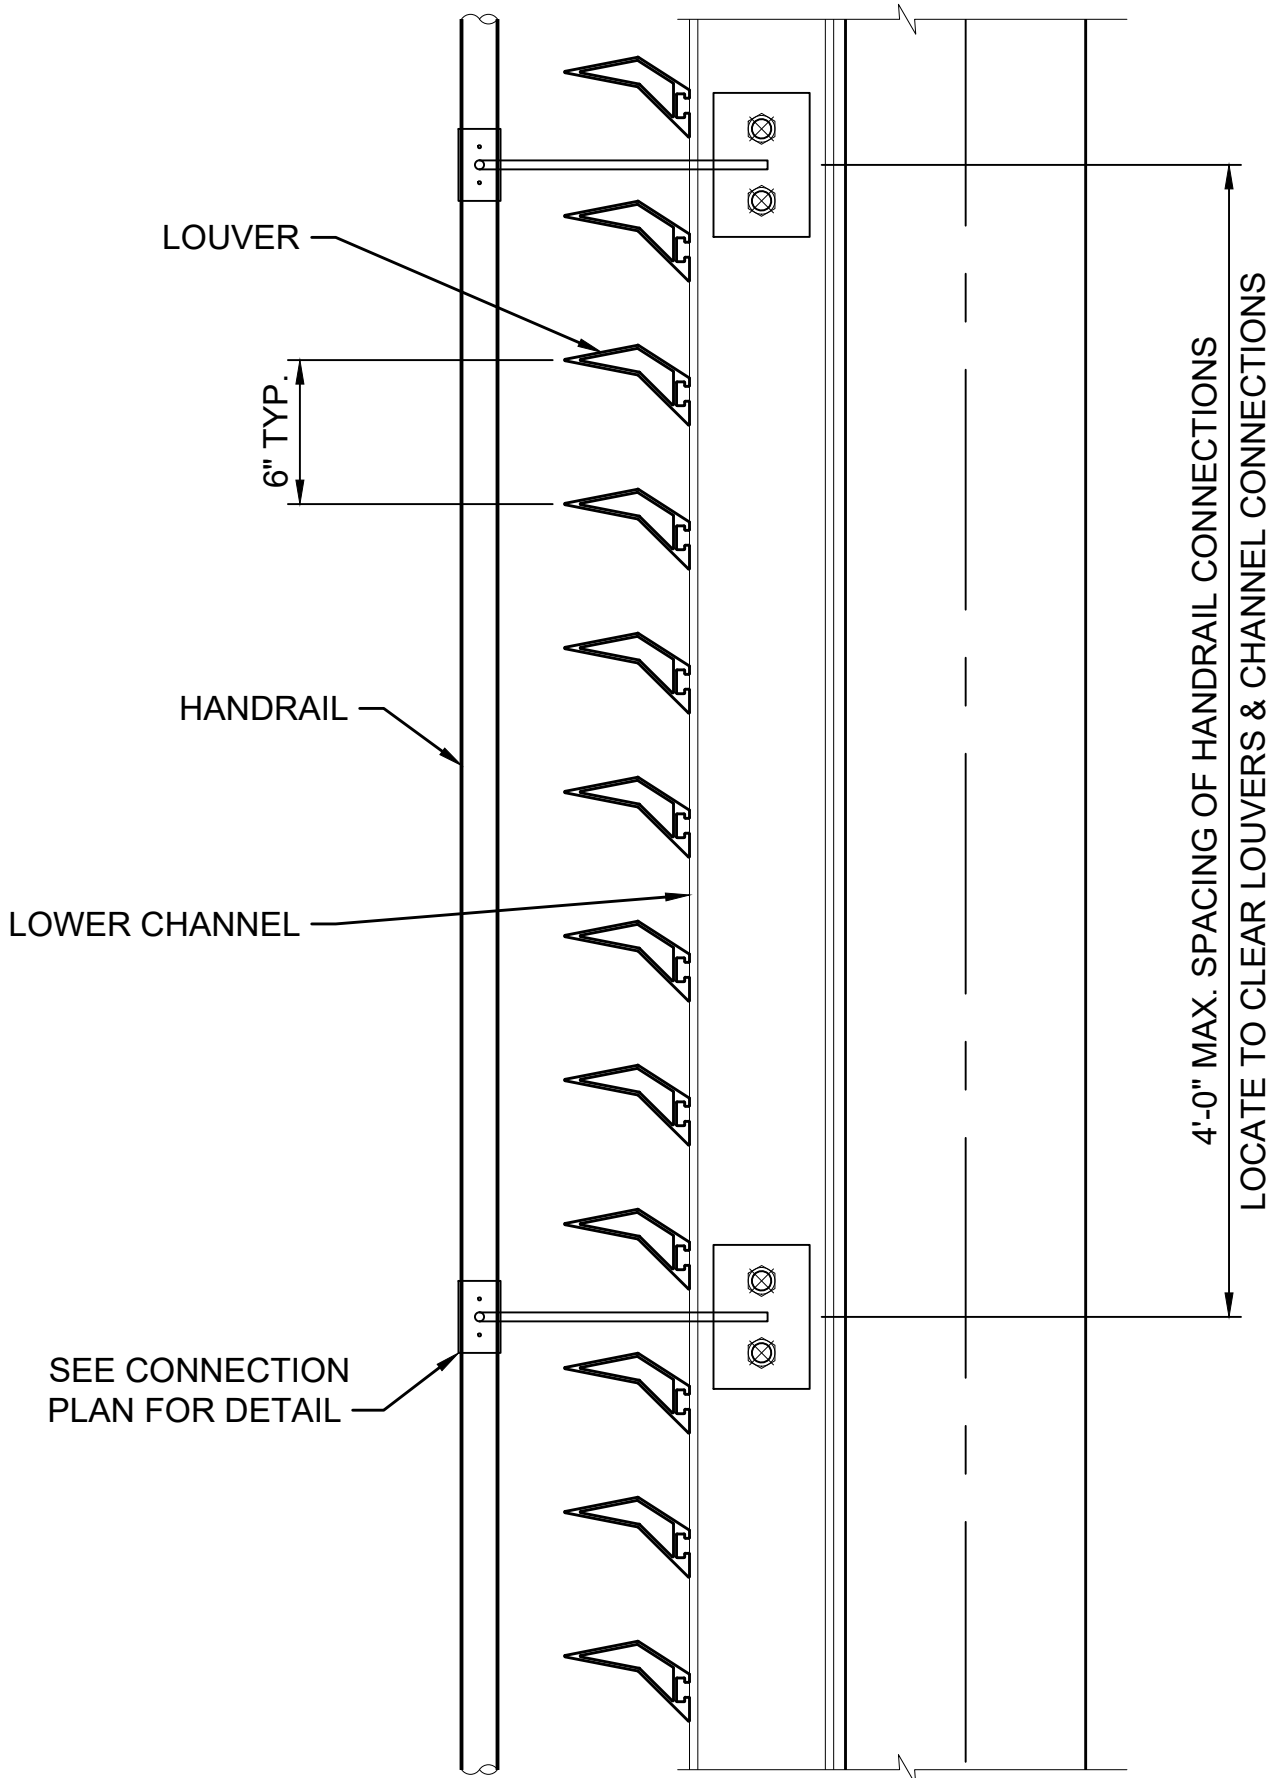 LOUVER
6" TYP.
HANDRAIL
LOWER CHANNEL
SEE CONNECTION
PLAN FOR DETAIL
4'-0" MAX. SPACING OF HANDRAIL CONNECTIONS
LOCATE TO CLEAR LOUVERS & CHANNEL CONNECTIONS